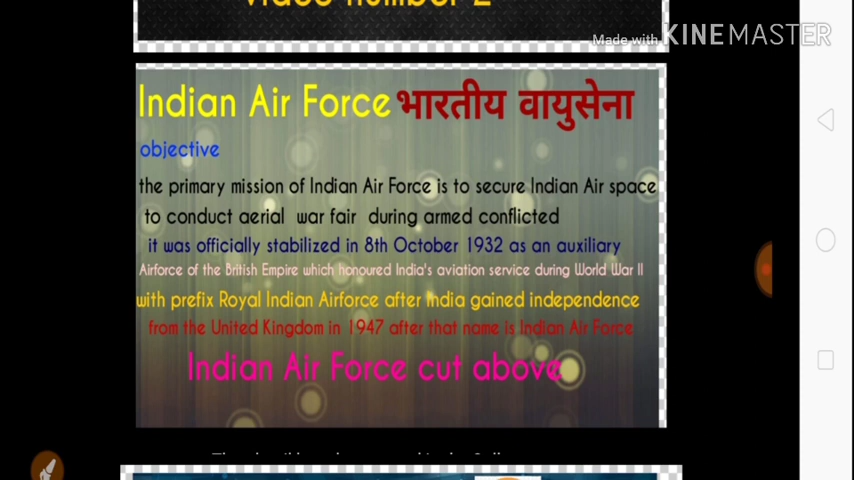 video number 2
Made with KINEMASTER
Indian Air Force भारतीय वायुसेना
objective
the primary mission of Indian Air Force is to secure Indian Air space
to conduct aerial war fair during armed conflicted
it was officially stabilized in 8th October 1932 as an auxiliary
Airforce of the British Empire which honoured India's aviation service during World War II
with prefix Royal Indian Airforce after India gained independence
from the United Kingdom in 1947 after that name is Indian Air Force
Indian Air Force cut above